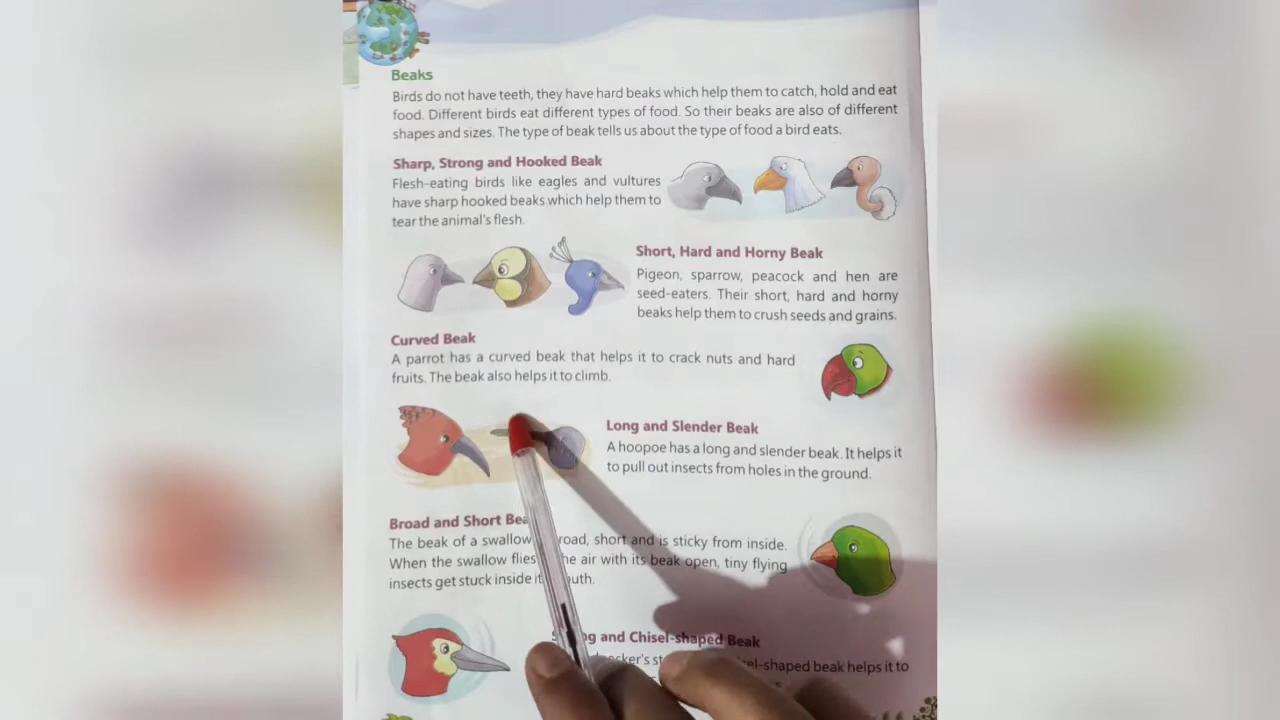 Beaks
Birds do not have teeth, they have hard beaks which help them to catch, hold and eat
food. Different birds eat different types of food. So their beaks are also of different
shapes and sizes. The type of beak tells us about the type of food a bird eats.
Sharp, Strong and Hooked Beak
Flesh-eating birds like eagles and vultures
have sharp hooked beaks which help them to
tear the animal's flesh.
Short, Hard and Horny Beak
Pigeon, sparrow, peacock and hen are
seed-eaters. Their short, hard and horny
beaks help them to crush seeds and grains.
Curved Beak
A parrot has a curved beak that helps it to crack nuts and hard
fruits. The beak also helps it to climb.
Long and Slender Beak
A hoopoe has a long and slender beak. It helps it
to pull out insects from holes in the ground.
Broad and Short
The beak of a swallow short and is sticky from inside.
When the swallow flies air with its beak open, tiny flying
insects get stuck inside
and Chisel-shaped Beak
beak helps it to